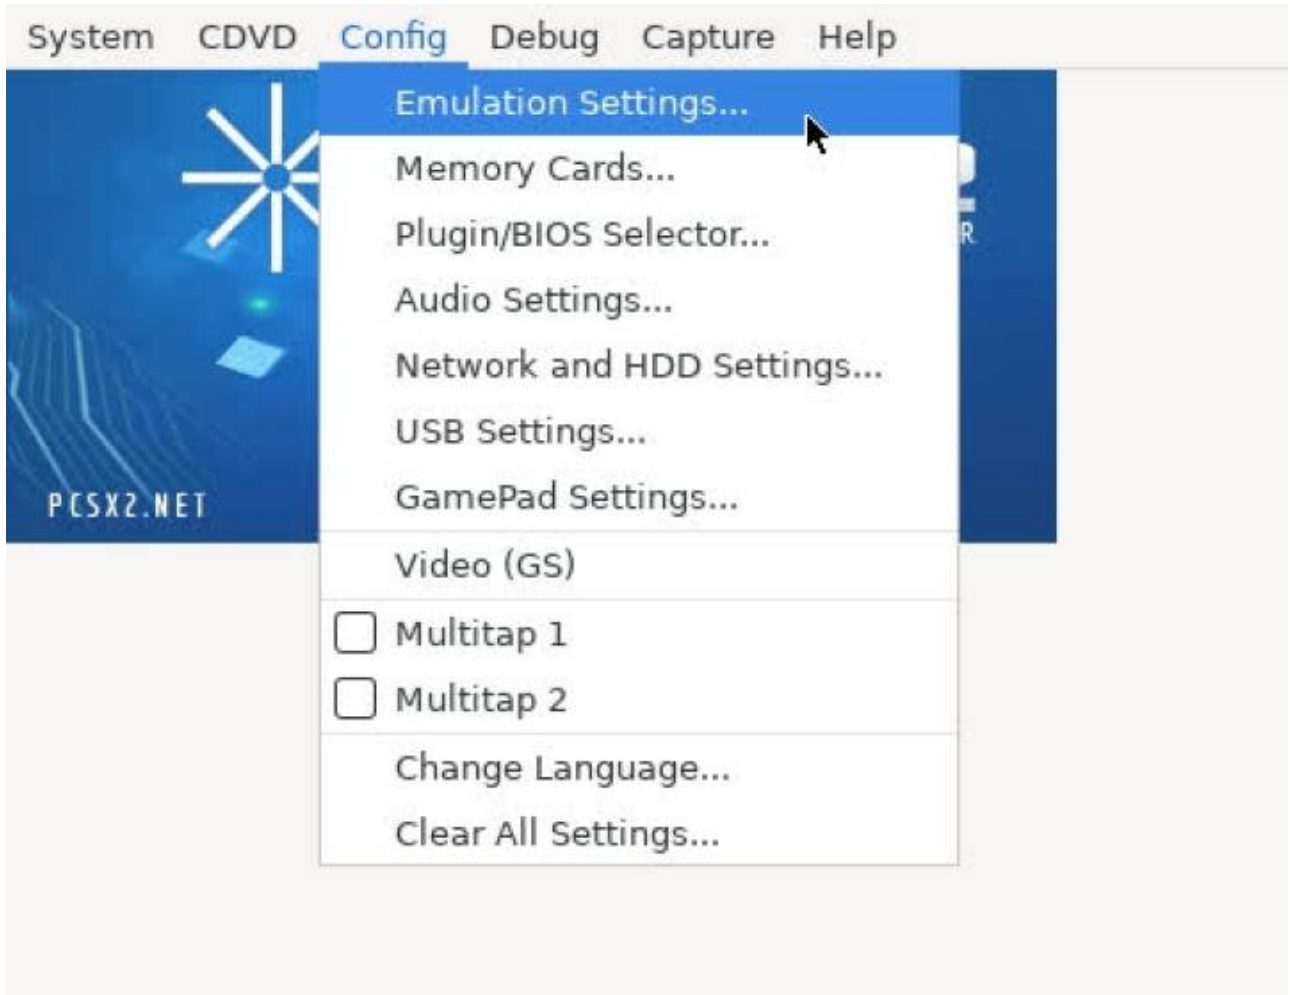 System CDVD Config Debug Capture Help
Emulation Settings...
Memory Cards...
Plugin/BIOS Selector...
R
Audio Settings...
Network and HDD Settings...
USB Settings...
GamePad Settings...
PCSX2.NET
Video (GS)
Multitap 1
Multitap 2
Change Language...
Clear All Settings...